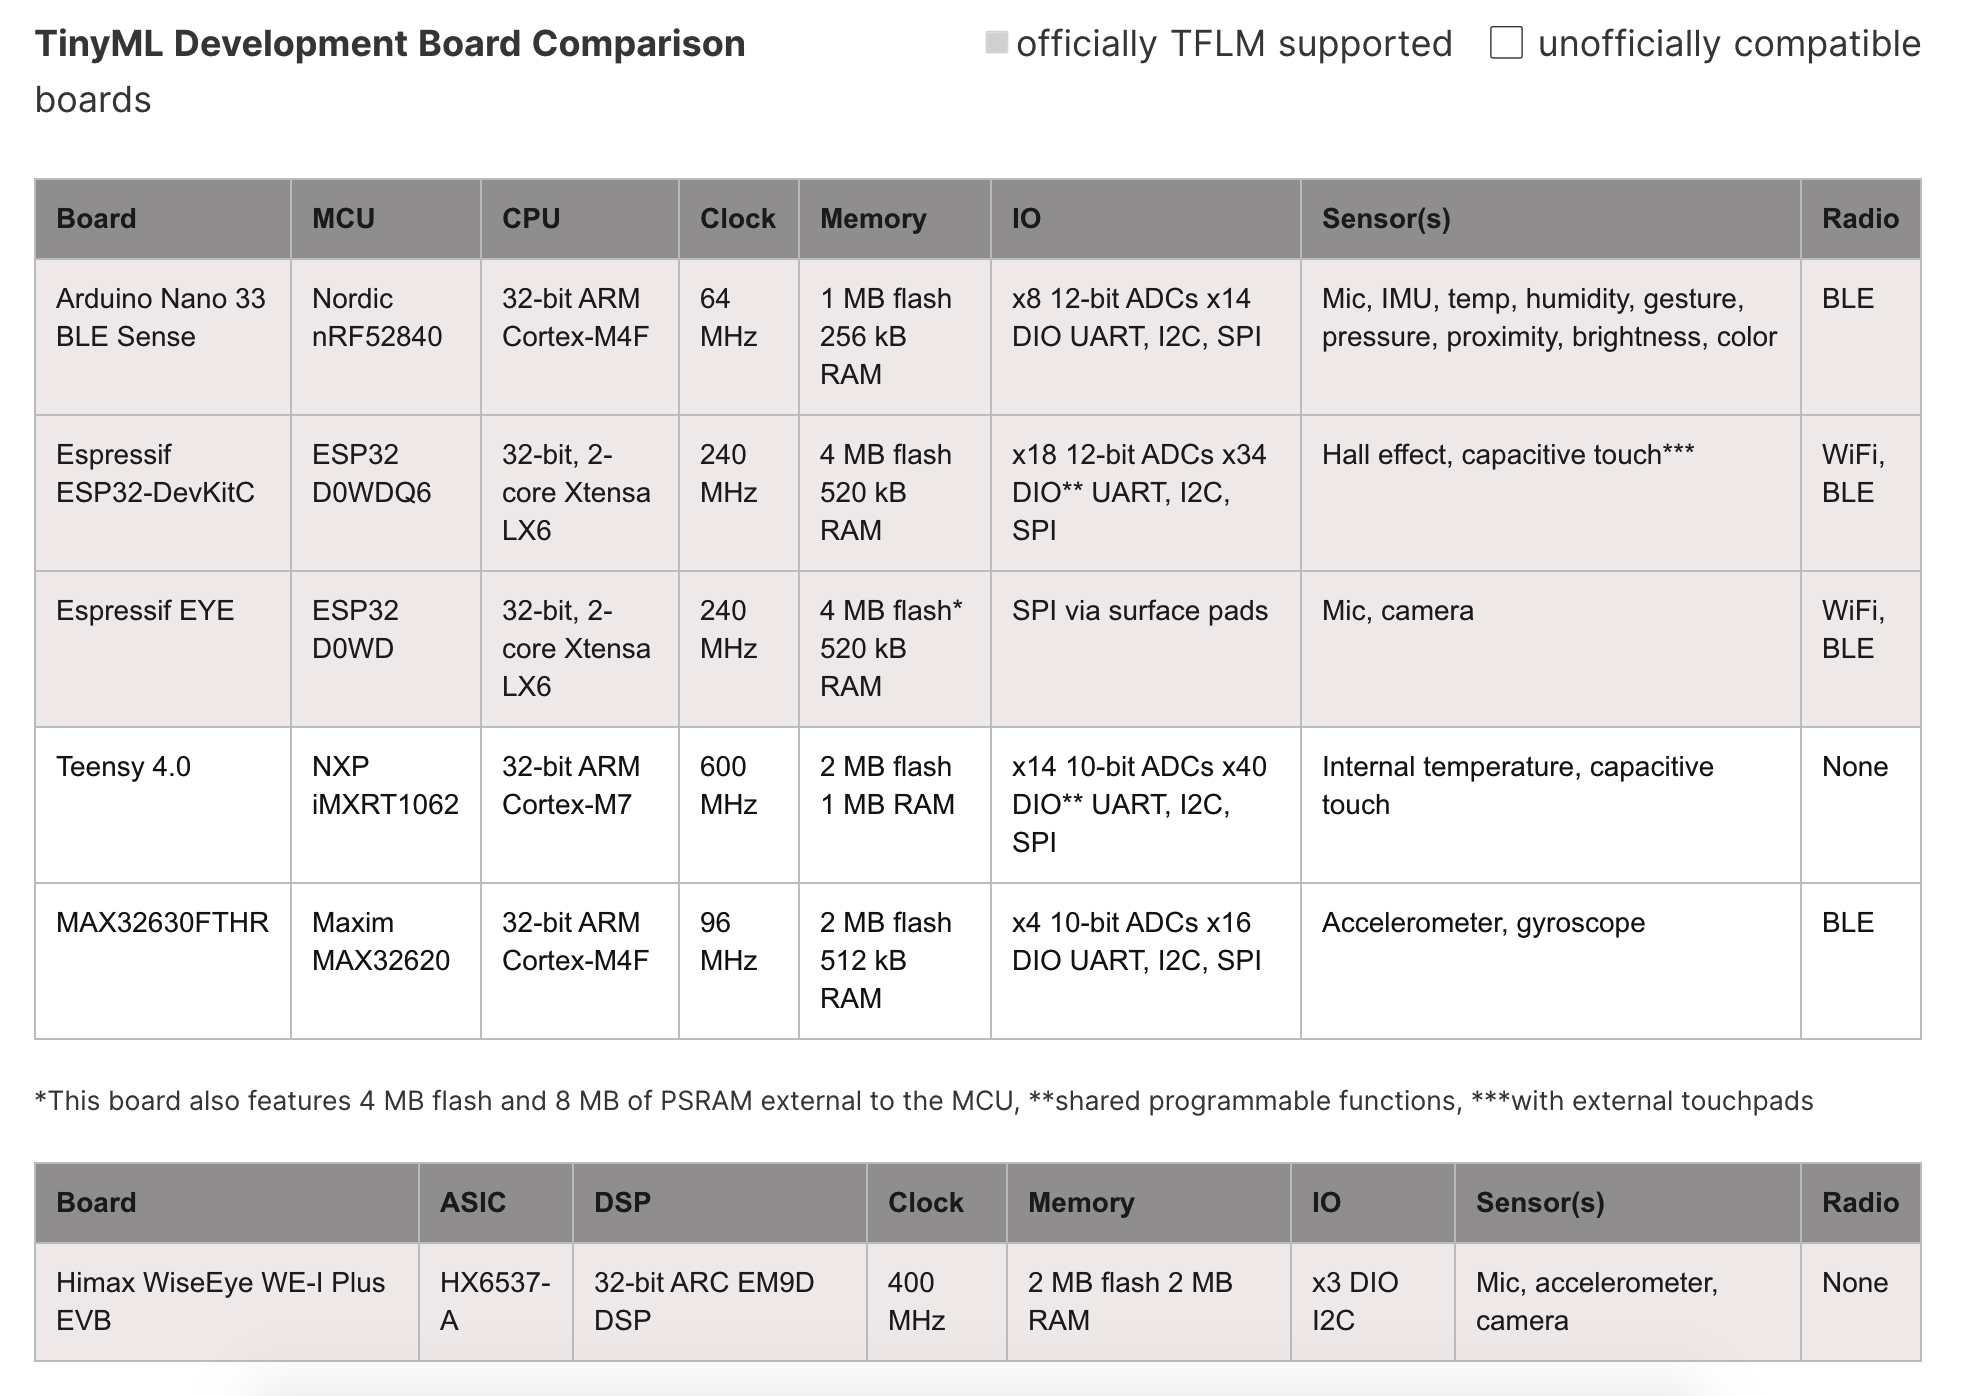 TinyML Development Board Comparison officially TFLM supported unofficially compatible
boards
Board MCU CPU Clock Memory IO Sensor(s) Radio
Arduino Nano 33 Nordic 32-bit ARM 64 1 MB flash x8 12-bit ADCs x14 Mic, IMU, temp, humidity, gesture, BLE
BLE Sense nRF52840 Cortex-M4F MHz 256 kB DIO UART, I2C, SPI pressure, proximity, brightness, color
RAM
Espressif ESP32 32-bit, 2- 240 4 MB flash x18 12-bit ADCs x34 Hall effect, capacitive touch*** WiFi,
ESP32-DevKitC D0WDQ6 core Xtensa MHz 520 kB DIO** UART, I2C, BLE
LX6 RAM SPI
Espressif EYE ESP32 32-bit, 2- 240 4 MB flash* SPI via surface pads Mic, camera WiFi,
D0WD core Xtensa MHz 520 kB BLE
LX6 RAM
Teensy 4.0 NXP 32-bit ARM 600 2 MB flash x14 10-bit ADCs x40 Internal temperature, capacitive None
iMXRT1062 Cortex-M7 MHz 1 MB RAM DIO** UART, I2C, touch
SPI
MAX32630FTHR Maxim 32-bit ARM 96 2 MB flash x4 10-bit ADCs x16 Accelerometer, gyroscope BLE
MAX32620 Cortex-M4F MHz 512 kB DIO UART, I2C, SPI
RAM
*This board also features 4 MB flash and 8 MB of PSRAM external to the MCU, **shared programmable functions, ***with external touchpads
Board ASIC DSP Clock Memory IO Sensor(s) Radio
Himax WiseEye WE-I Plus HX6537- 32-bit ARC EM9D 400 2 MB flash 2 MB x3 DIO Mic, accelerometer, None
EVB A DSP MHz RAM I2C camera